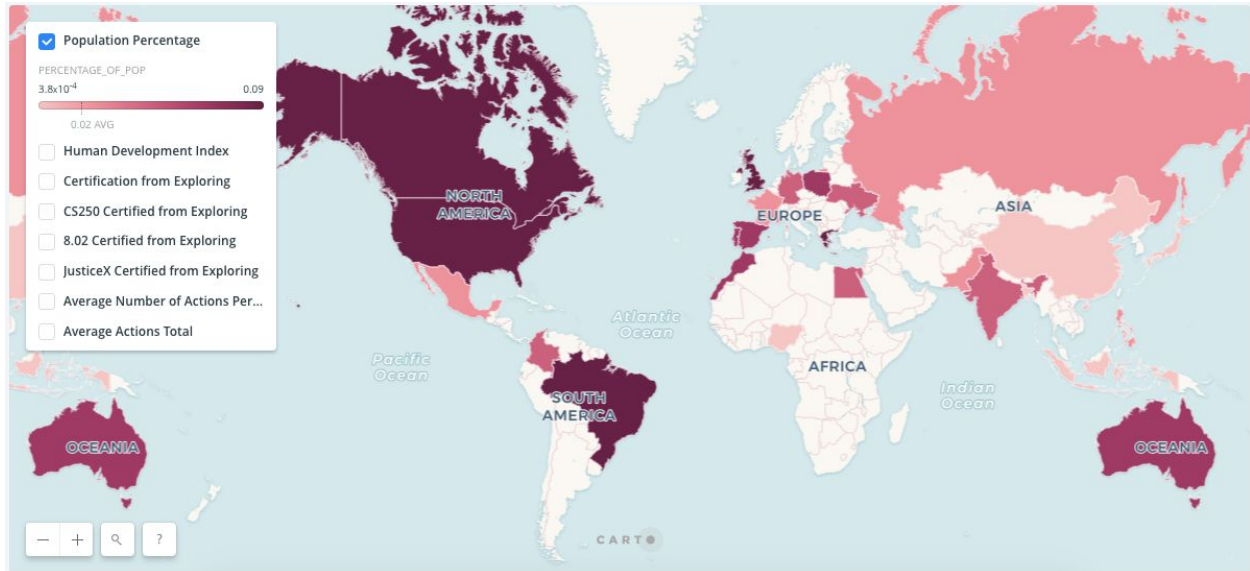 Population Percentage
PERCENTAGE_OF_POP
3.8x10⁻⁴ 0.09
0.02 AVG
Human Development Index
Certification from Exploring
CS250 Certified from Exploring
8.02 Certified from Exploring
JusticeX Certified from Exploring
Average Number of Actions Per...
Average Actions Total
NORTH
AMERICA
EUROPE
ASIA
Atlantic
Ocean
Pacific
Ocean
AFRICA
Indian
Ocean
SOUTH
AMERICA
OCEANIA
OCEANIA
− + ?
CARTO